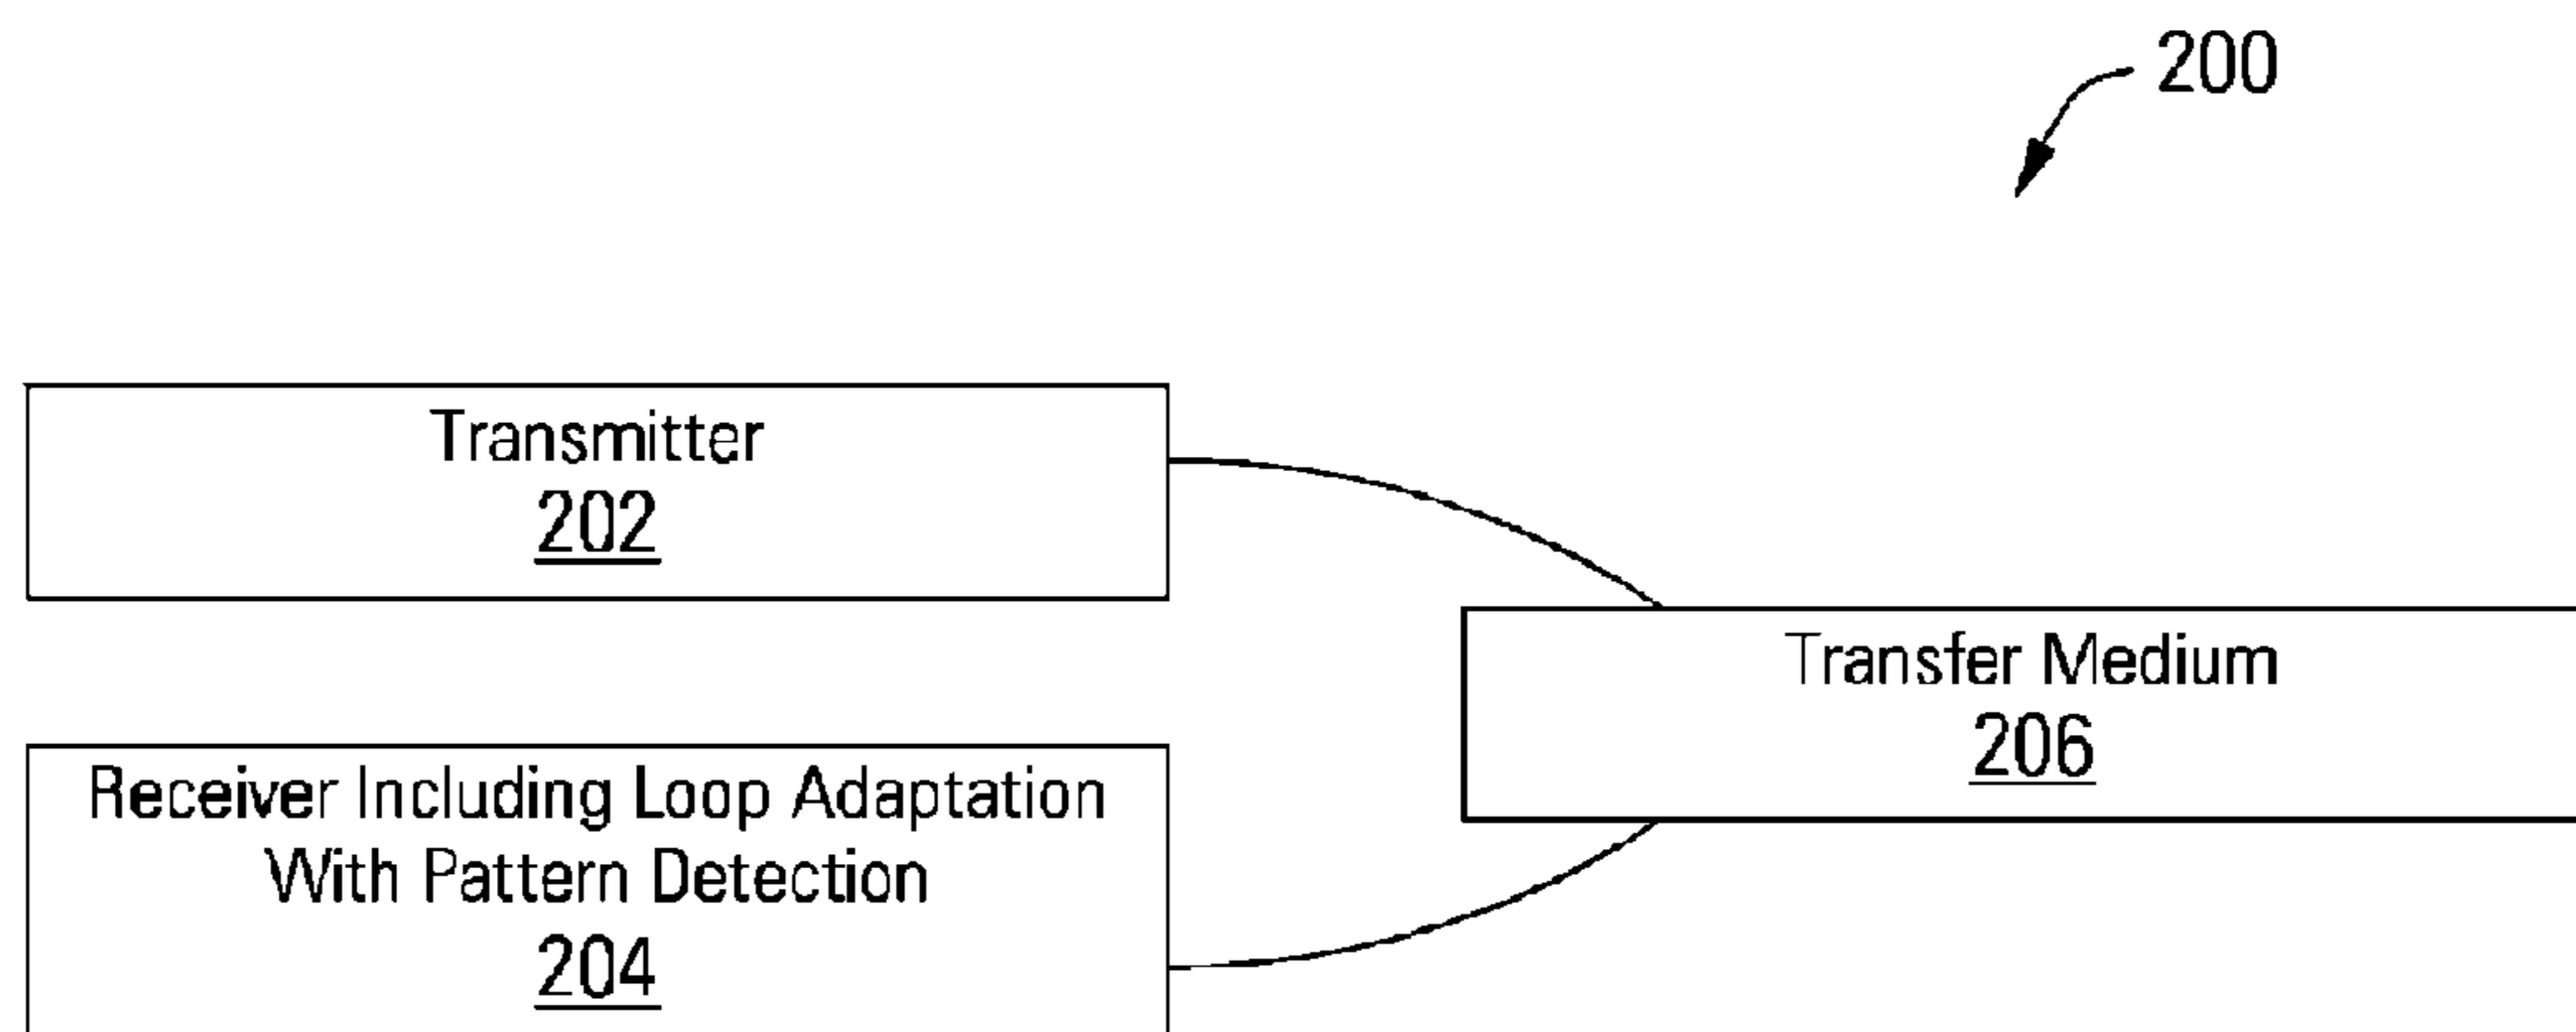 200
Transmitter
202
Transfer Medium
206
Receiver Including Loop Adaptation
With Pattern Detection
204